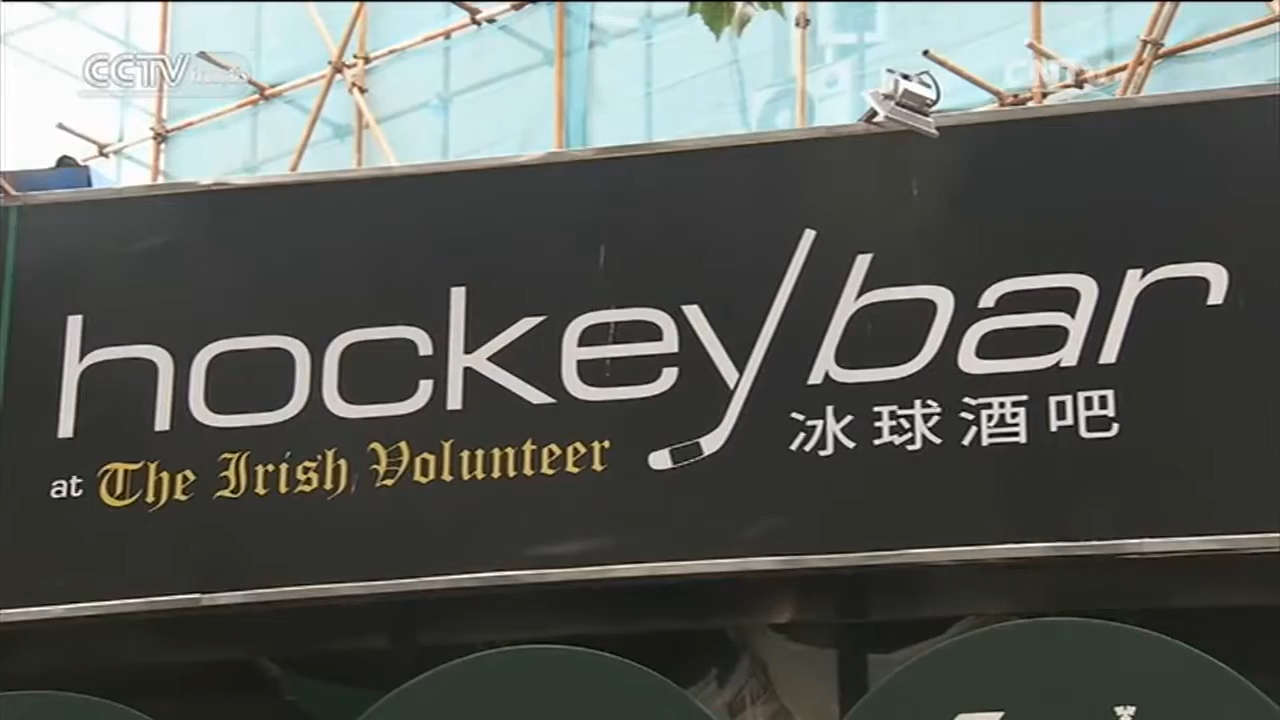 CCTV
hockeybar
冰球酒吧
at The Irish Volunteer